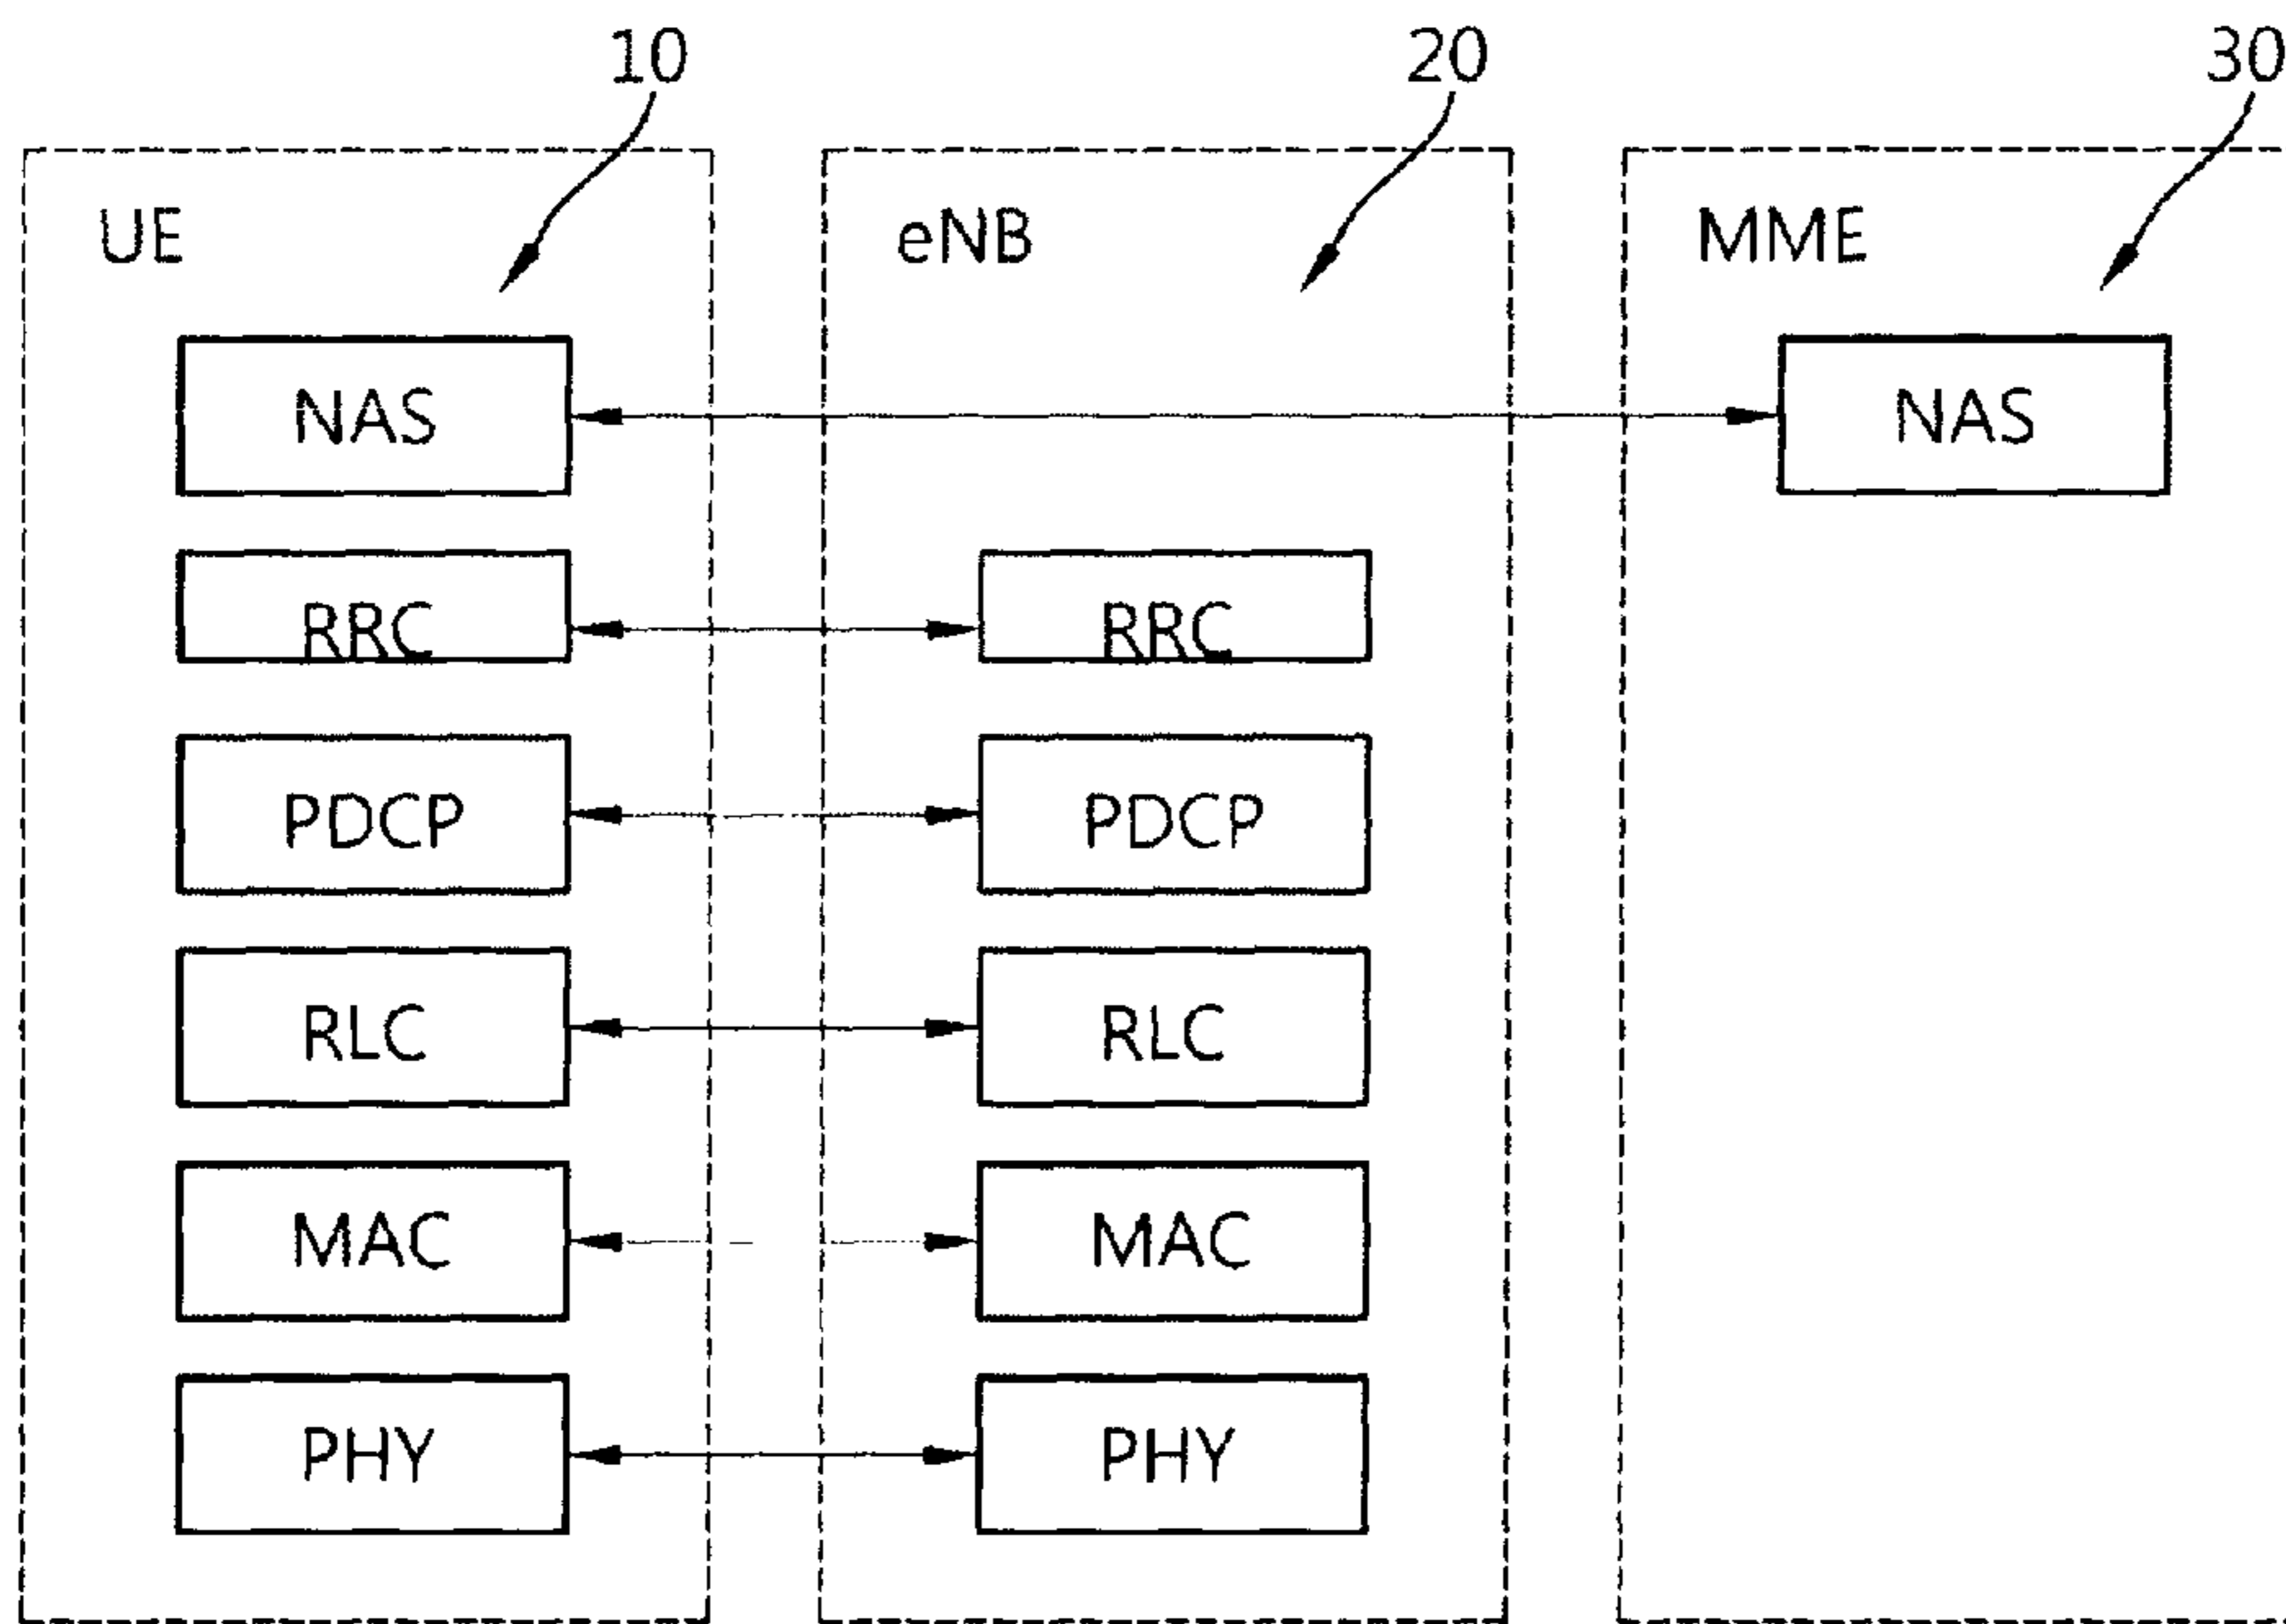 10 20 30
UE eNB MME
NAS NAS
RRC RRC
PDCP PDCP
RLC RLC
MAC MAC
PHY PHY